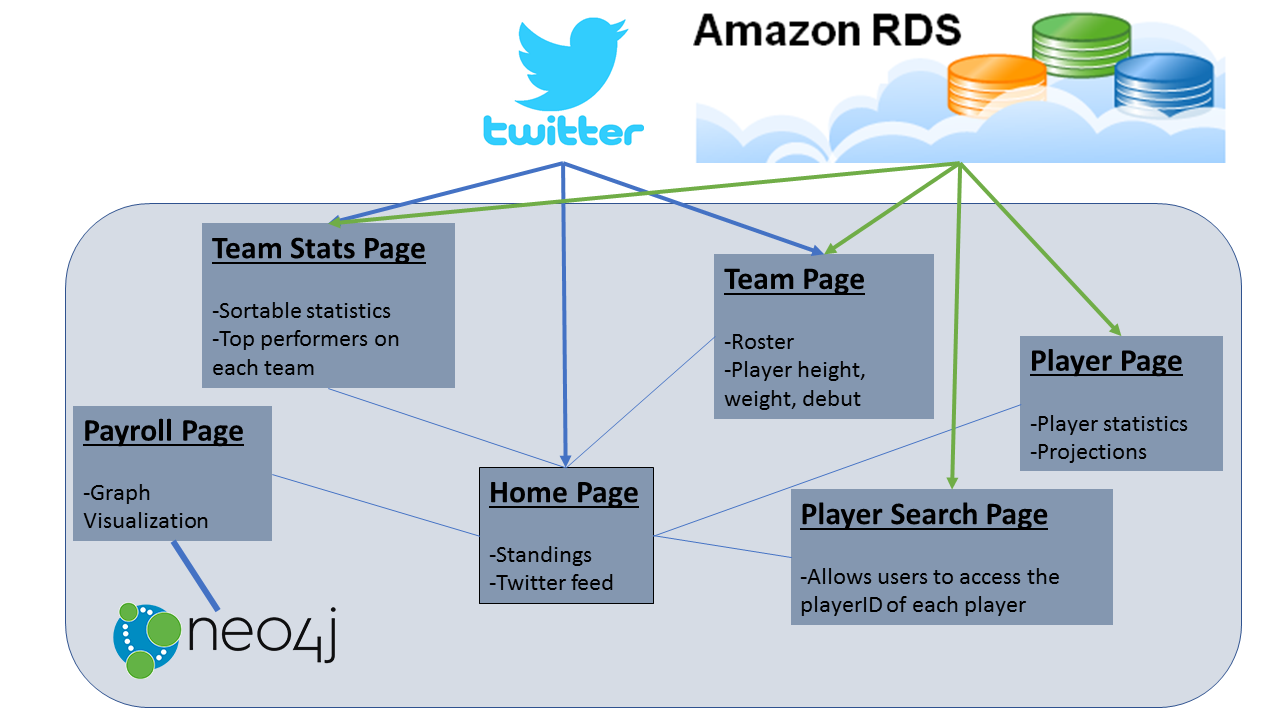 twitter
Amazon RDS
Team Stats Page
-Sortable statistics
-Top performers on
each team
Team Page
-Roster
-Player height,
weight, debut
Player Page
-Player statistics
-Projections
Payroll Page
-Graph
Visualization
Home Page
-Standings
-Twitter feed
Player Search Page
-Allows users to access the
playerID of each player
neo4j